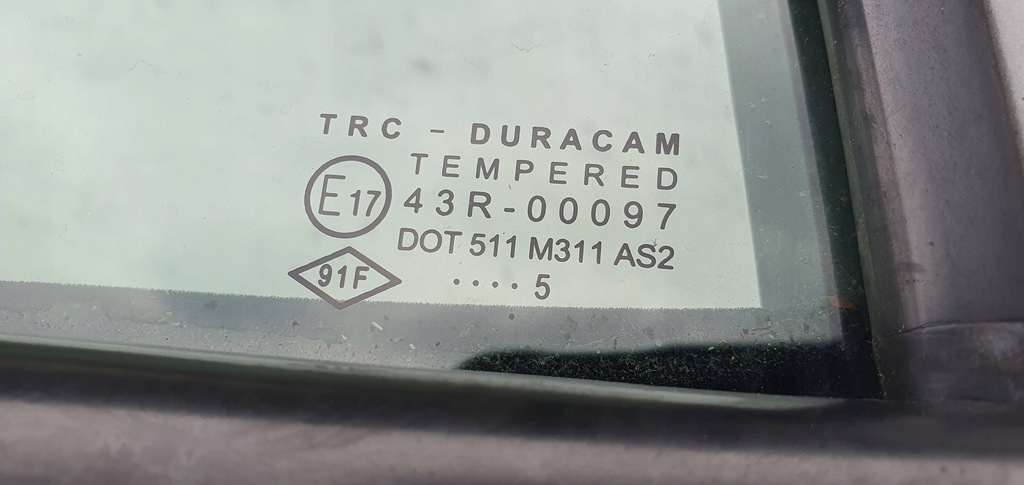 TRC - DURACAM
TEMPERED
E17 43R-00097
DOT 511 M311 AS2
91F
....5